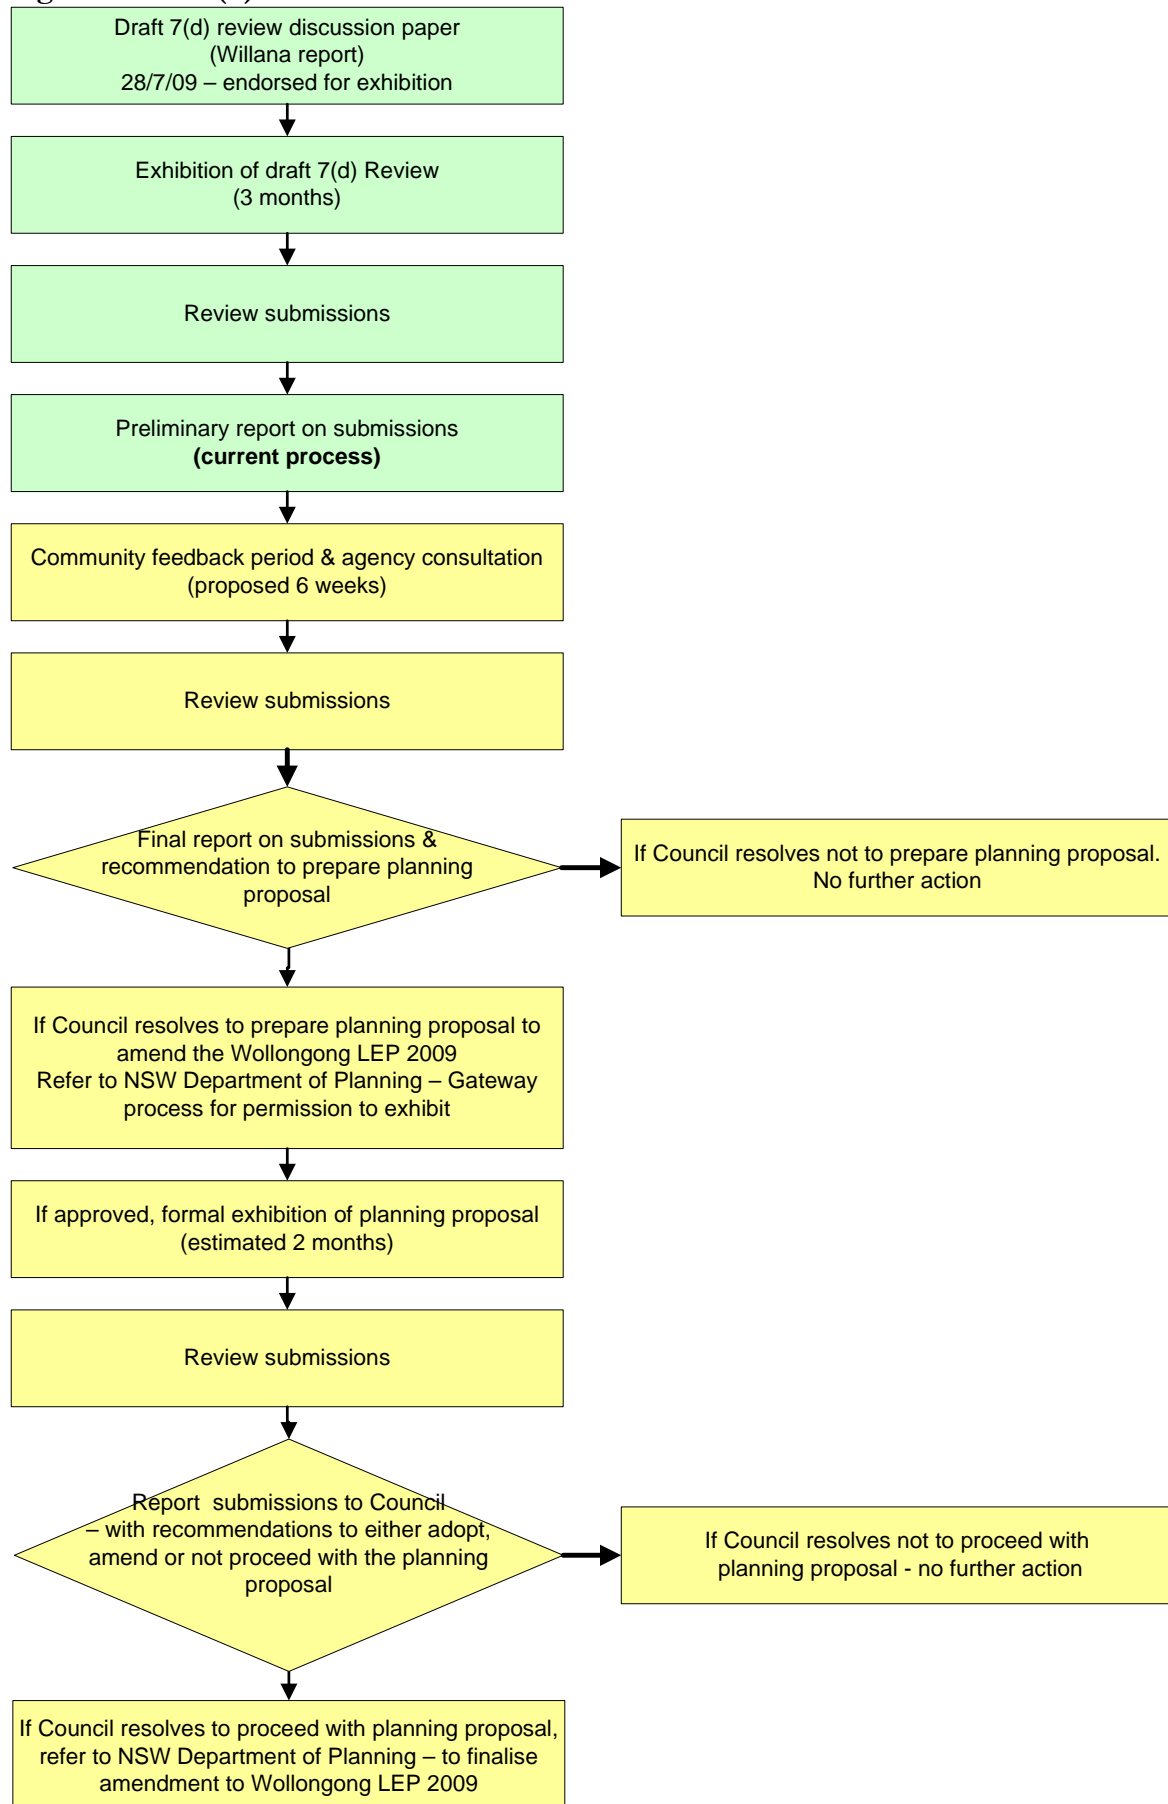 Draft 7(d) review discussion paper
(Willana report)
28/7/09 – endorsed for exhibition
Exhibition of draft 7(d) Review
(3 months)
Review submissions
Preliminary report on submissions
(current process)
Community feedback period & agency consultation
(proposed 6 weeks)
Review submissions
Final report on submissions &
recommendation to prepare planning
proposal
If Council resolves not to prepare planning proposal.
No further action
If Council resolves to prepare planning proposal to
amend the Wollongong LEP 2009
Refer to NSW Department of Planning – Gateway
process for permission to exhibit
If approved, formal exhibition of planning proposal
(estimated 2 months)
Review submissions
Report submissions to Council
– with recommendations to either adopt,
amend or not proceed with the planning
proposal
If Council resolves not to proceed with
planning proposal - no further action
If Council resolves to proceed with planning proposal,
refer to NSW Department of Planning – to finalise
amendment to Wollongong LEP 2009